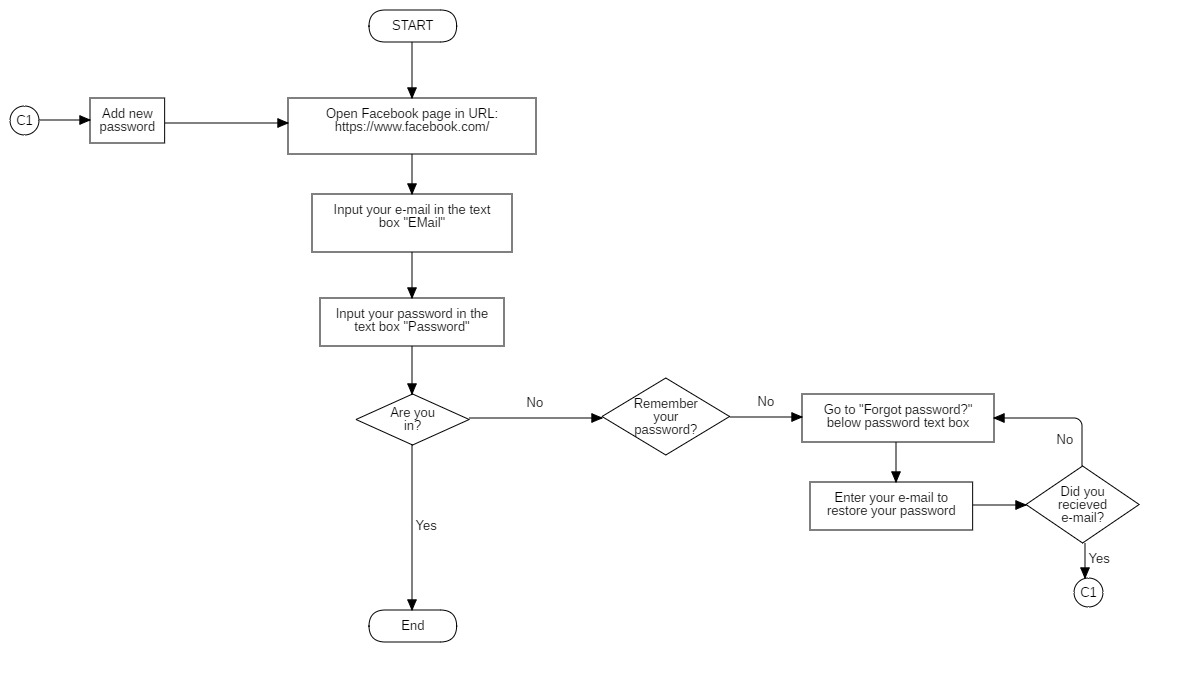 START
C1
Add new
password
Open Facebook page in URL:
https://www.facebook.com/
Input your e-mail in the text
box "EMail"
Input your password in the
text box "Password"
Are you
in?
No
Remember
your
password?
No
Go to "Forgot password?"
below password text box
No
Enter your e-mail to
restore your password
Did you
recieved
e-mail?
Yes
Yes
C1
End